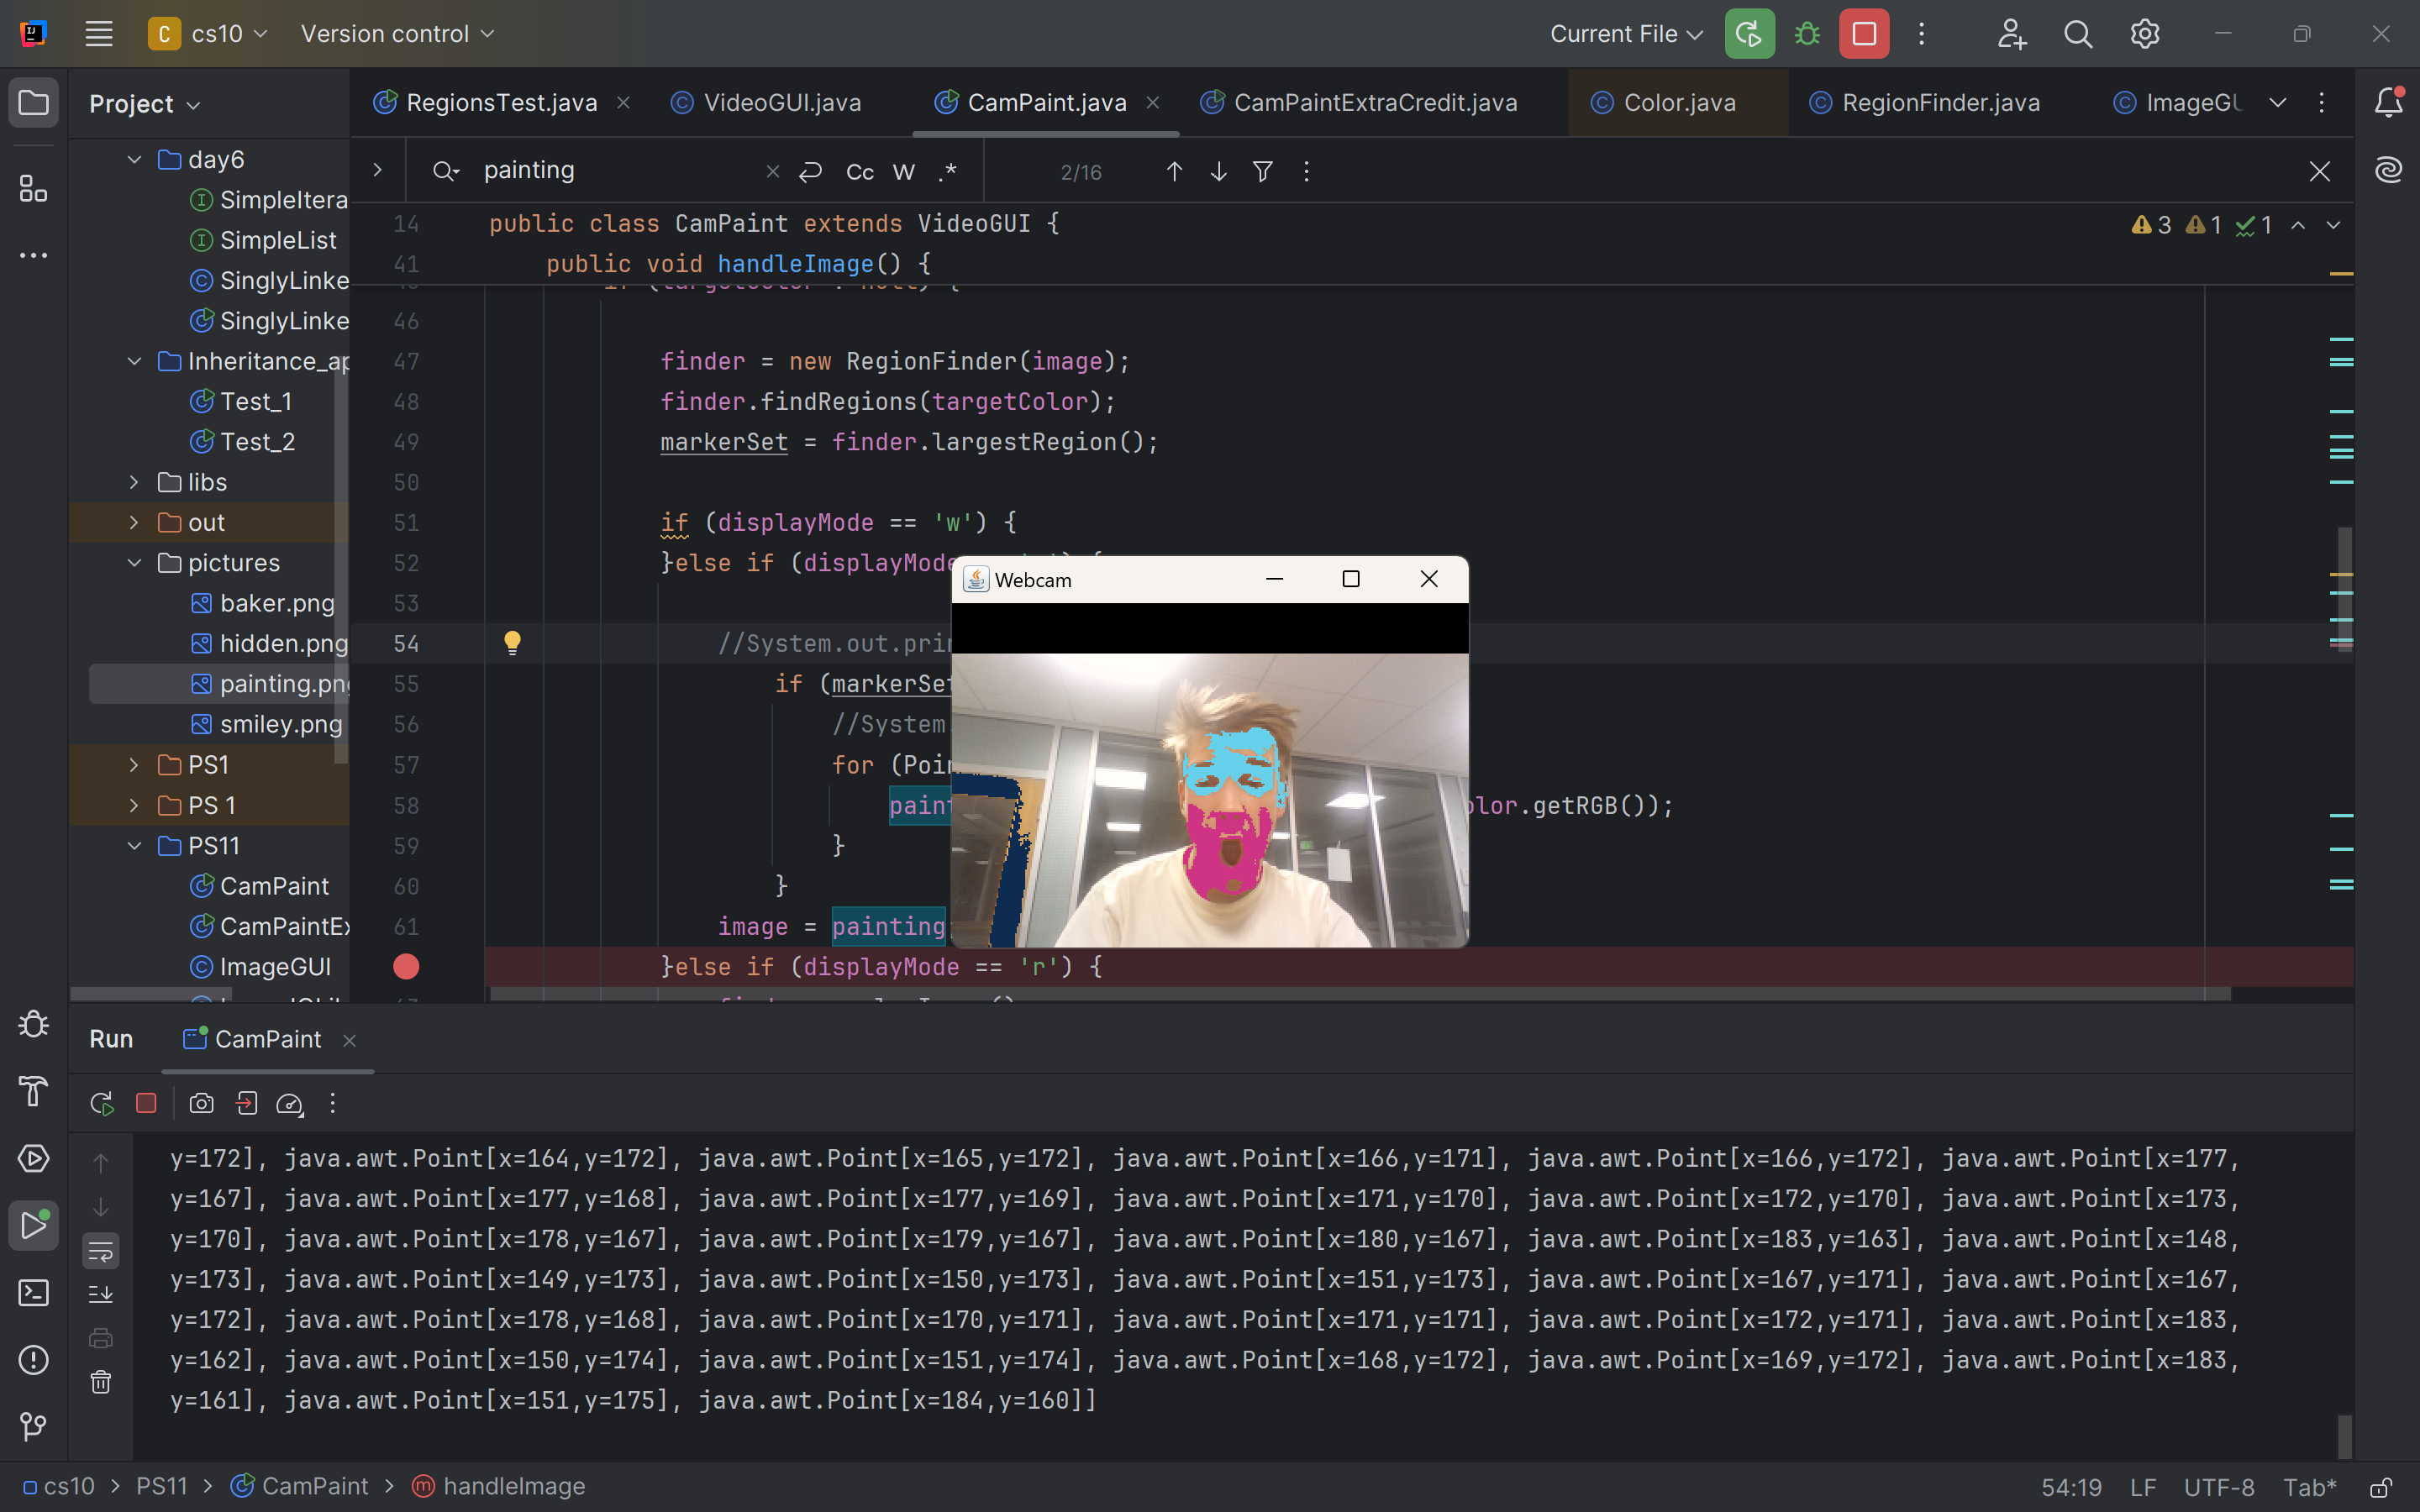 C cs10 Version control Current File
Project
RegionsTest.java VideoGUI.java CamPaint.java CamPaintExtraCredit.java Color.java RegionFinder.java
painting Cc W .* 2/16
day6
SimpleItera
SimpleList
SinglyLinke
SinglyLinke
Inheritance_ap
Test_1
Test_2
libs
out
pictures
baker.png
hidden.png
painting.png
smiley.png
PS1
PS 1
PS11
CamPaint
CamPaintEx
ImageGUI
14 public class CamPaint extends VideoGUI {
41 public void handleImage() {
3 1 1
46
47 finder = new RegionFinder(image);
48 finder.findRegions(targetColor);
49 markerSet = finder.largestRegion();
50
51 if (displayMode == 'w') {
52 }else if (displayMode
53
54 //System.out.prin
55 if (markerSet
56 //System
57 for (Poin
58 paint olor.getRGB());
59 }
60 }
61 image = painting
}else if (displayMode == 'r') {
Webcam
Run CamPaint
y=172], java.awt.Point[x=164,y=172], java.awt.Point[x=165,y=172], java.awt.Point[x=166,y=171], java.awt.Point[x=166,y=172], java.awt.Point[x=177,
y=167], java.awt.Point[x=177,y=168], java.awt.Point[x=177,y=169], java.awt.Point[x=171,y=170], java.awt.Point[x=172,y=170], java.awt.Point[x=173,
y=170], java.awt.Point[x=178,y=167], java.awt.Point[x=179,y=167], java.awt.Point[x=180,y=167], java.awt.Point[x=183,y=163], java.awt.Point[x=148,
y=173], java.awt.Point[x=149,y=173], java.awt.Point[x=150,y=173], java.awt.Point[x=151,y=173], java.awt.Point[x=167,y=171], java.awt.Point[x=167,
y=172], java.awt.Point[x=178,y=168], java.awt.Point[x=170,y=171], java.awt.Point[x=171,y=171], java.awt.Point[x=172,y=171], java.awt.Point[x=183,
y=162], java.awt.Point[x=150,y=174], java.awt.Point[x=151,y=174], java.awt.Point[x=168,y=172], java.awt.Point[x=169,y=172], java.awt.Point[x=183,
y=161], java.awt.Point[x=151,y=175], java.awt.Point[x=184,y=160]]
cs10 > PS11 > CamPaint > handleImage 54:19 LF UTF-8 Tab*